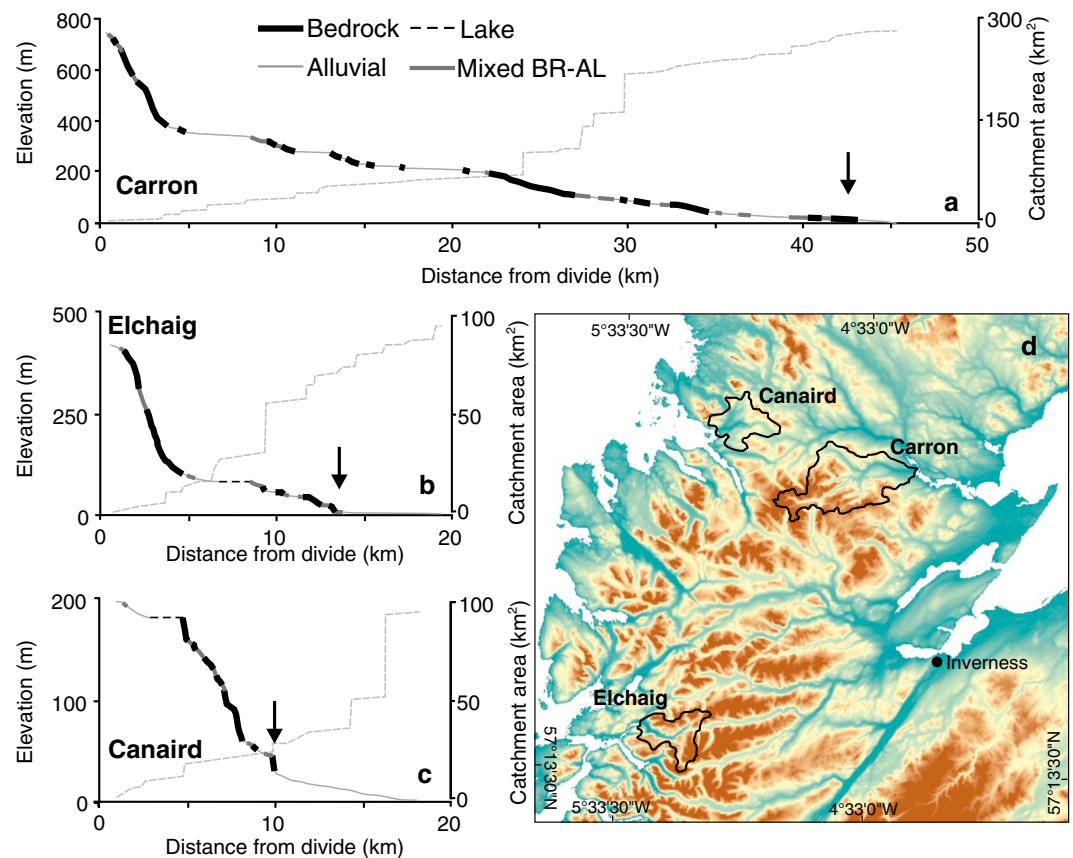 800
600
400
200
0
Elevation (m)
Bedrock
Lake
Alluvial
Mixed BR-AL
300
150
0
Catchment area (km²)
Carron
a
0
10
20
30
40
50
Distance from divide (km)
500
250
0
Elevation (m)
Elchaig
100
50
0
Catchment area (km²)
b
0
10
20
Distance from divide (km)
200
100
0
Elevation (m)
100
50
0
Catchment area (km²)
Canaird
c
0
10
20
Distance from divide (km)
5°33'30"W
4°33'0"W
d
Canaird
Carron
Inverness
Elchaig
57°13'30"N
57°13'30"N
5°33'30"W
4°33'0"W